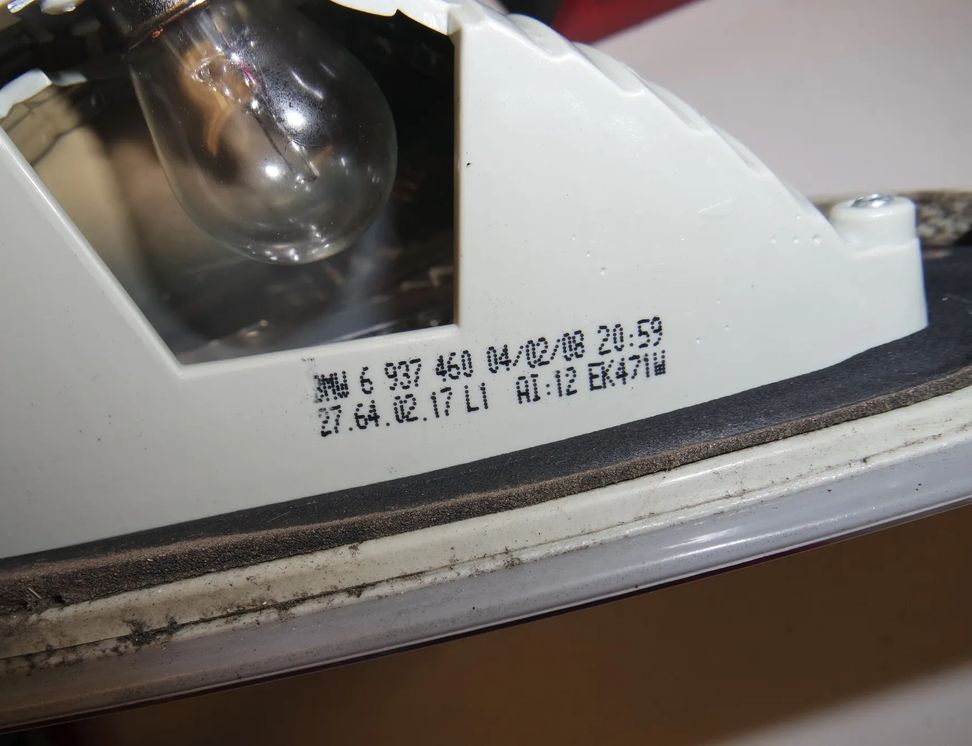 BMW 6 937 460 04/02/08 20:59
27.64.02.17 L1 AI:12 EK471W